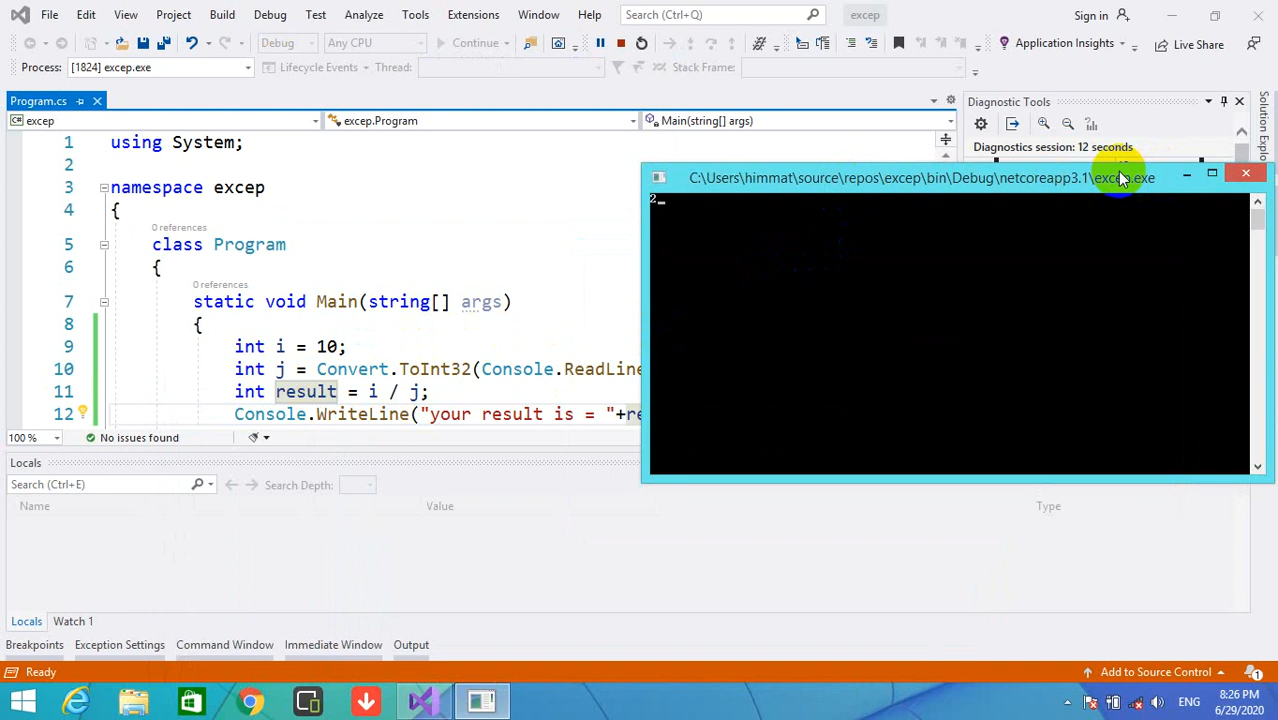 File Edit View Project Build Debug Test Analyze Tools Extensions Window Help Search (Ctrl+Q) excep Sign in
Debug Any CPU Continue Application Insights Live Share
Process: [1824] excep.exe Lifecycle Events Thread: Stack Frame:
Program.cs Diagnostic Tools
excep excep.Program Main(string[] args)
Diagnostics session: 12 seconds
Solution Explo
1 using System;
2
3 namespace excep
4 {
0 references
5 class Program
6 {
0 references
7 static void Main(string[] args)
8 {
9 int i = 10;
10 int j = Convert.ToInt32(Console.ReadLine
11 int result = i / j;
12 Console.WriteLine("your result is = "+re
C:\Users\himmat\source\repos\excep\bin\Debug\netcoreapp3.1\excep.exe
2
100 % No issues found
Locals
Search (Ctrl+E) Search Depth:
Name Value Type
Locals Watch 1
Breakpoints Exception Settings Command Window Immediate Window Output
Ready Add to Source Control 1
ENG 8:26 PM
6/29/2020